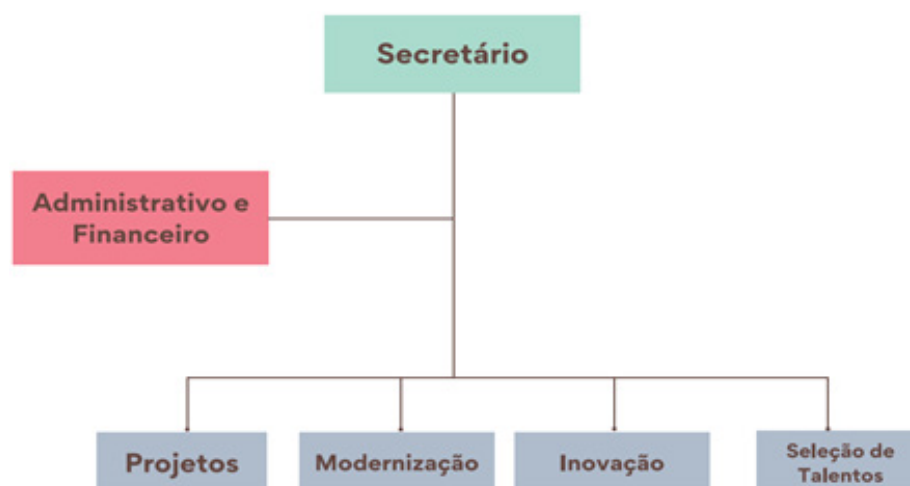 Secretário
Administrativo e
Financeiro
Projetos
Modernização
Inovação
Seleção de
Talentos